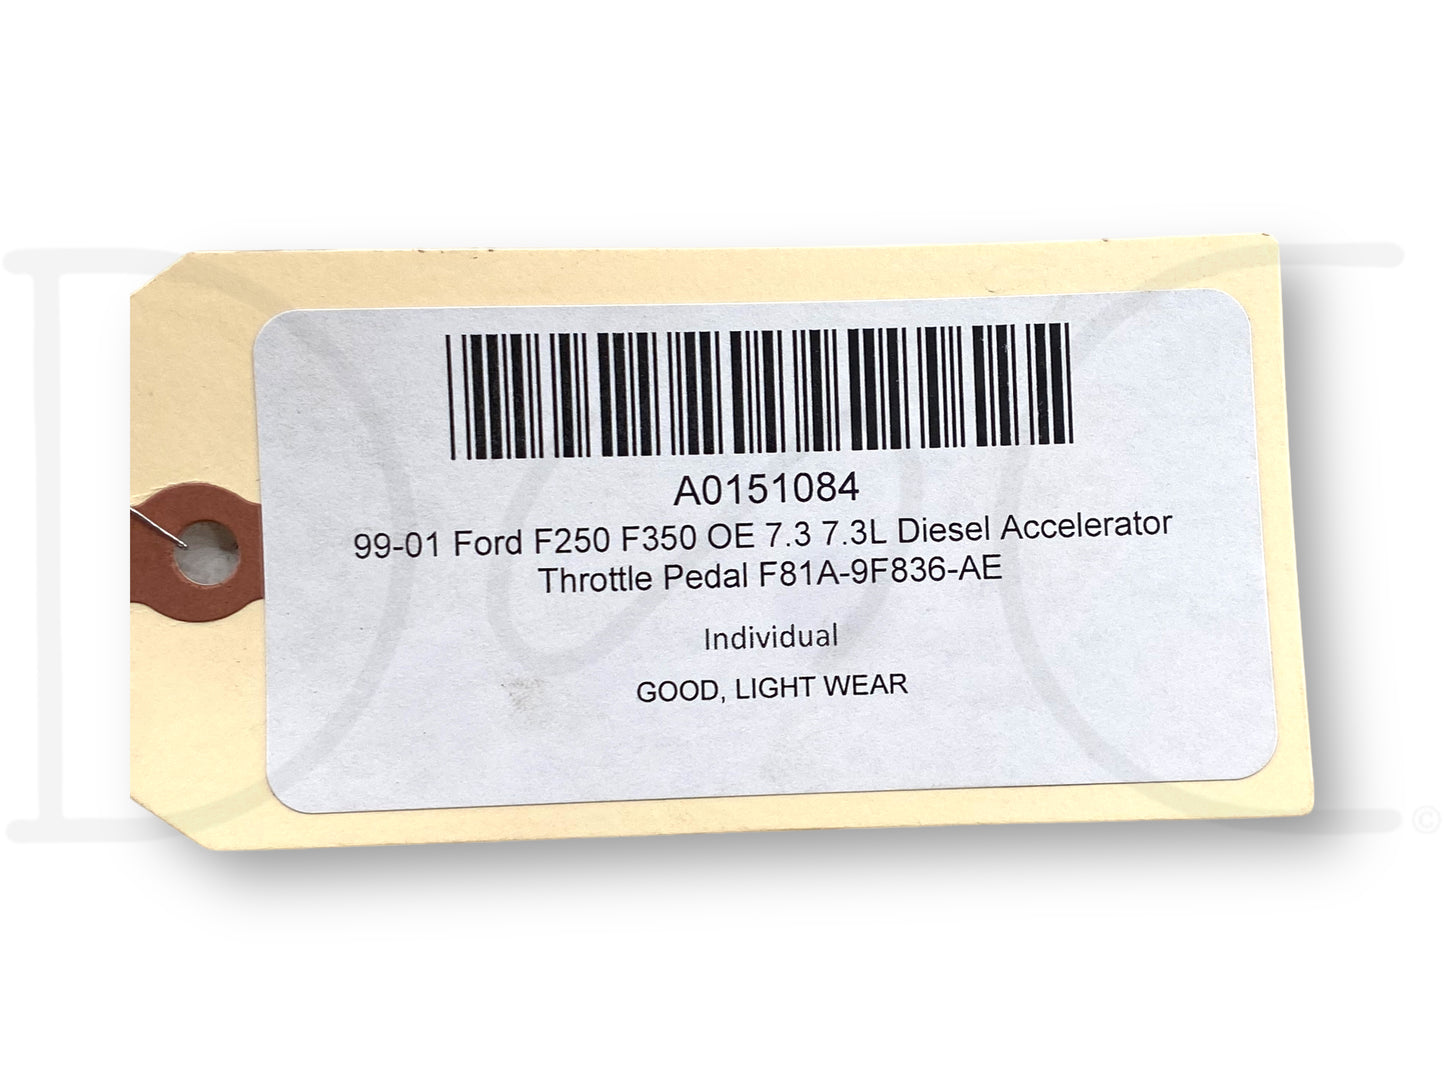 A0151084
99-01 Ford F250 F350 OE 7.3 7.3L Diesel Accelerator
Throttle Pedal F81A-9F836-AE
Individual
GOOD, LIGHT WEAR
©